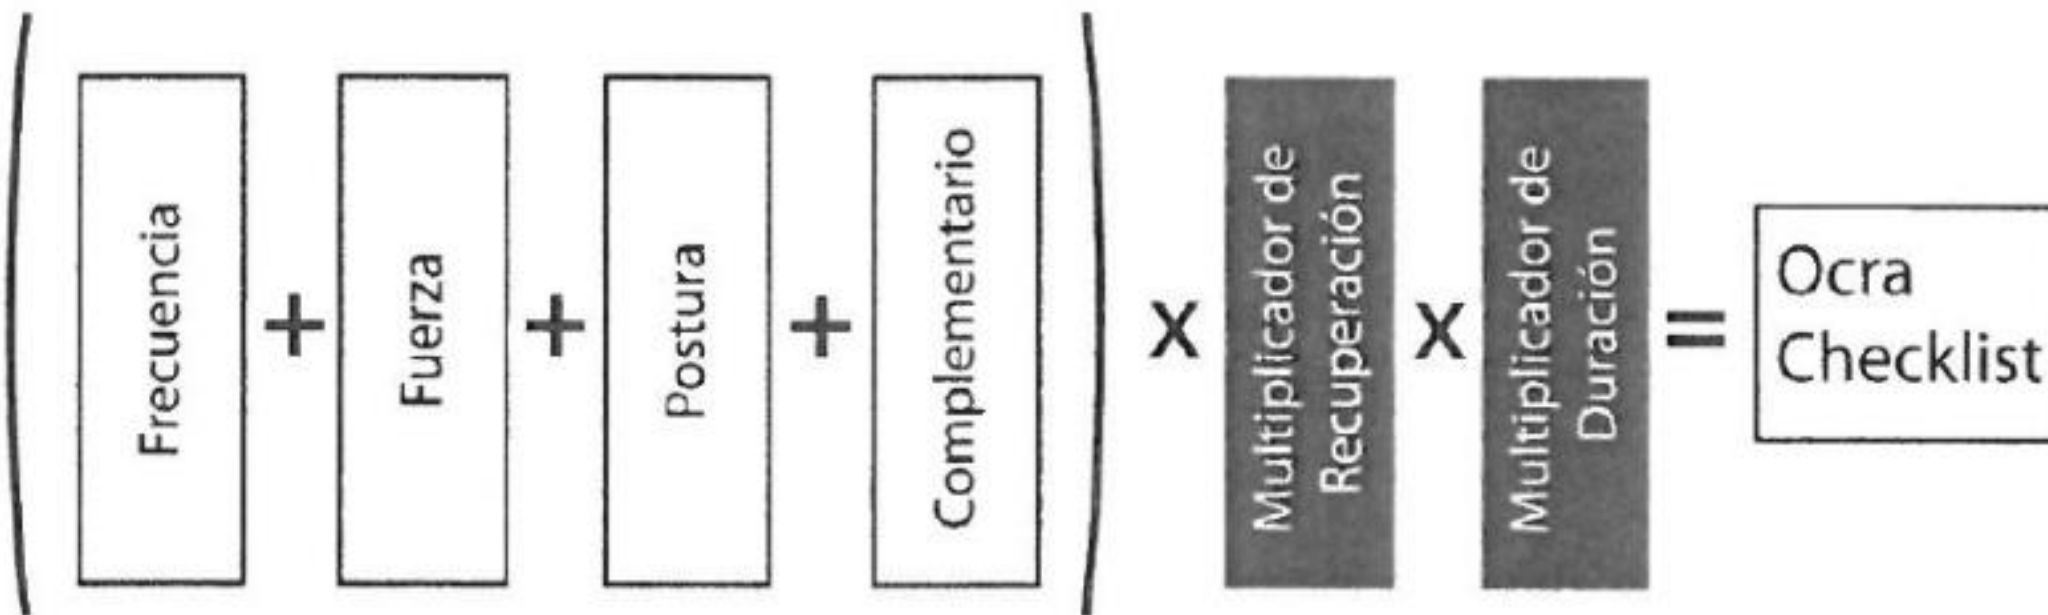 (
Frecuencia
+
Fuerza
+
Postura
+
Complementario
)
x
Multiplicador de
Recuperación
x
Multiplicador de
Duración
=
Ocra
Checklist